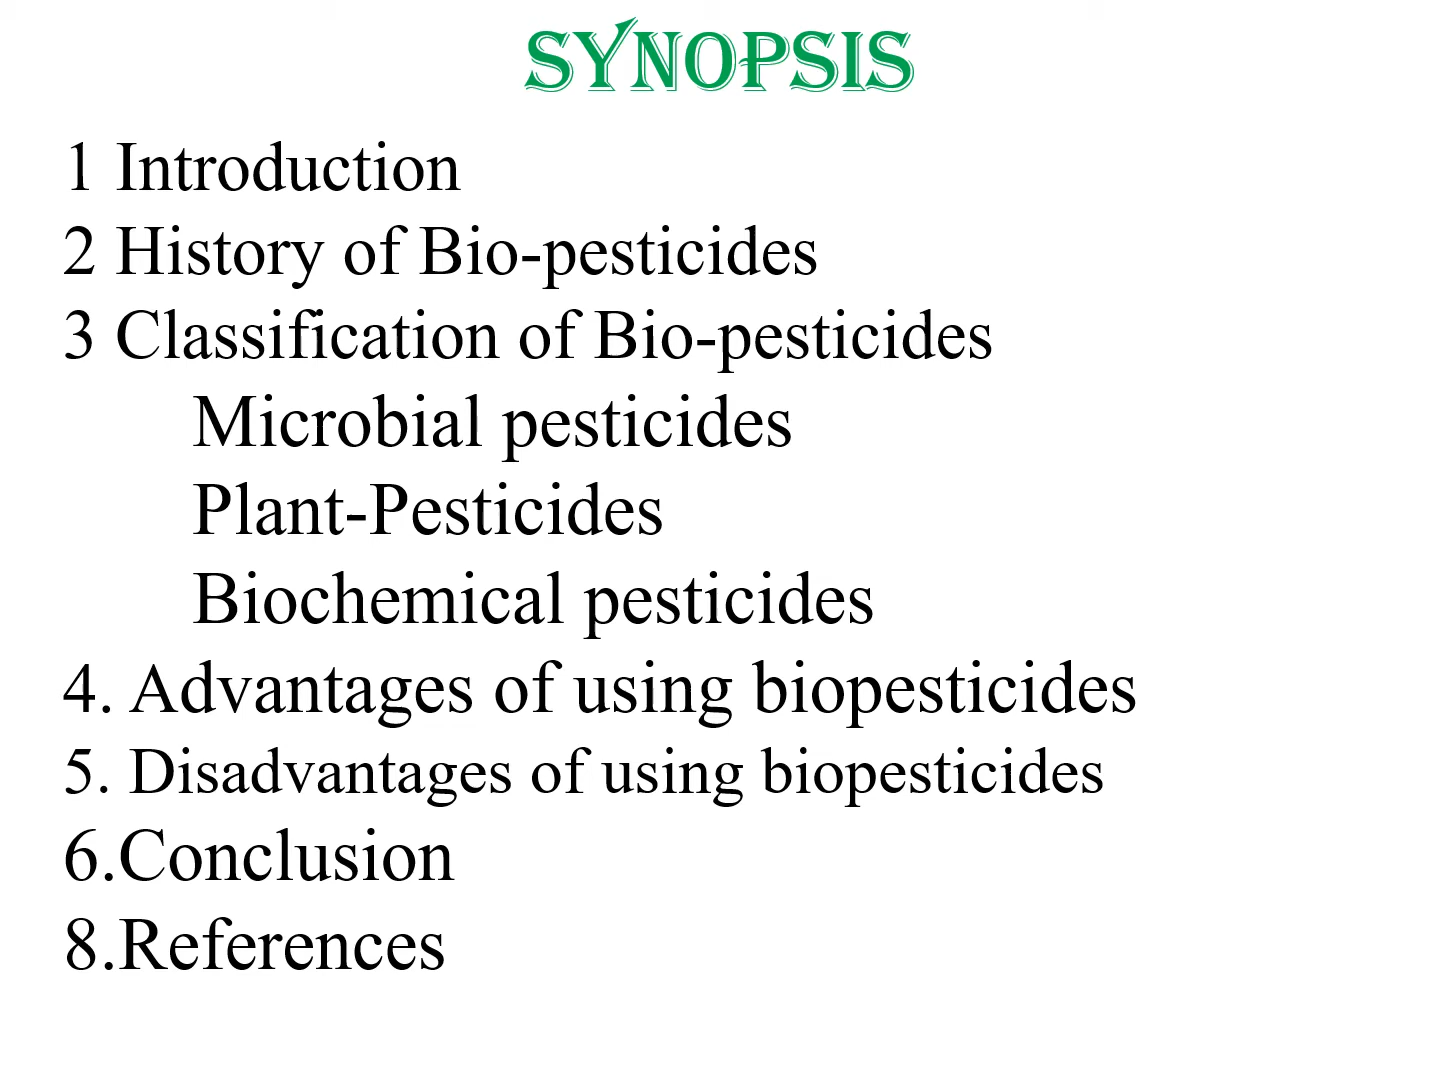 SYNOPSIS
1 Introduction
2 History of Bio-pesticides
3 Classification of Bio-pesticides
Microbial pesticides
Plant-Pesticides
Biochemical pesticides
4. Advantages of using biopesticides
5. Disadvantages of using biopesticides
6.Conclusion
8.References